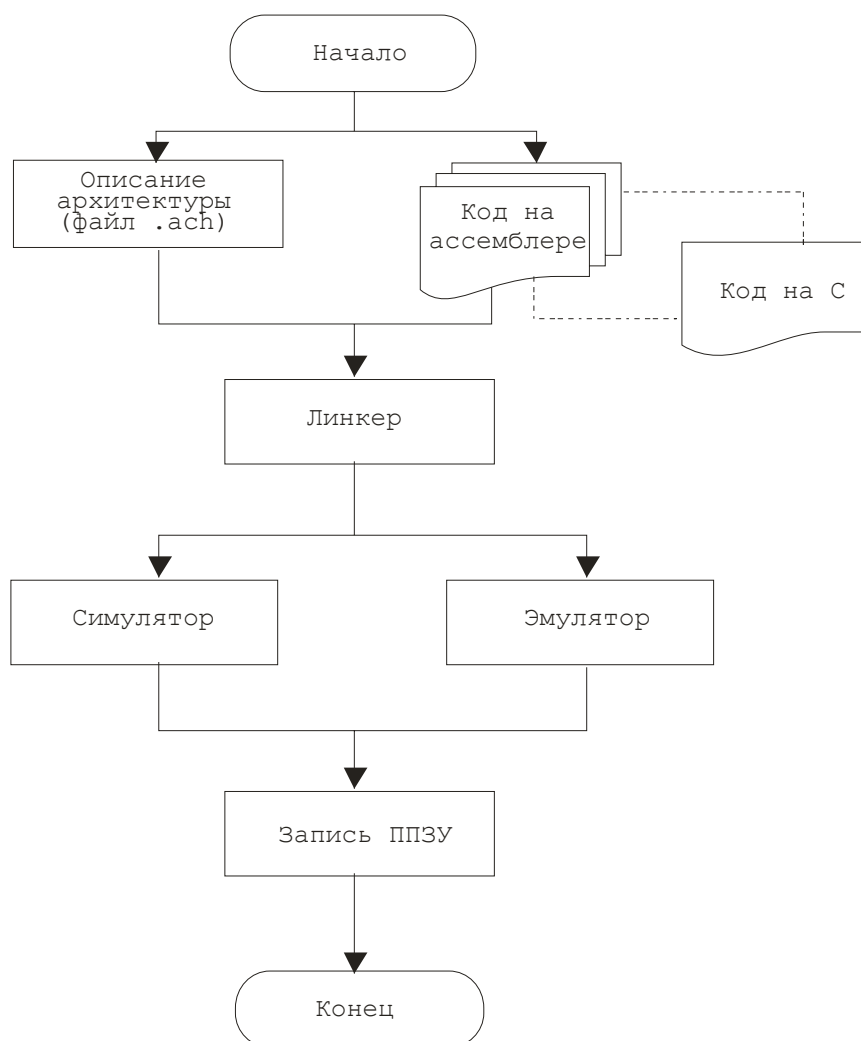 Начало
Описание
архитектуры
(файл .ach)
Код на
ассемблере
Код на С
Линкер
Симулятор
Эмулятор
Запись ППЗУ
Конец